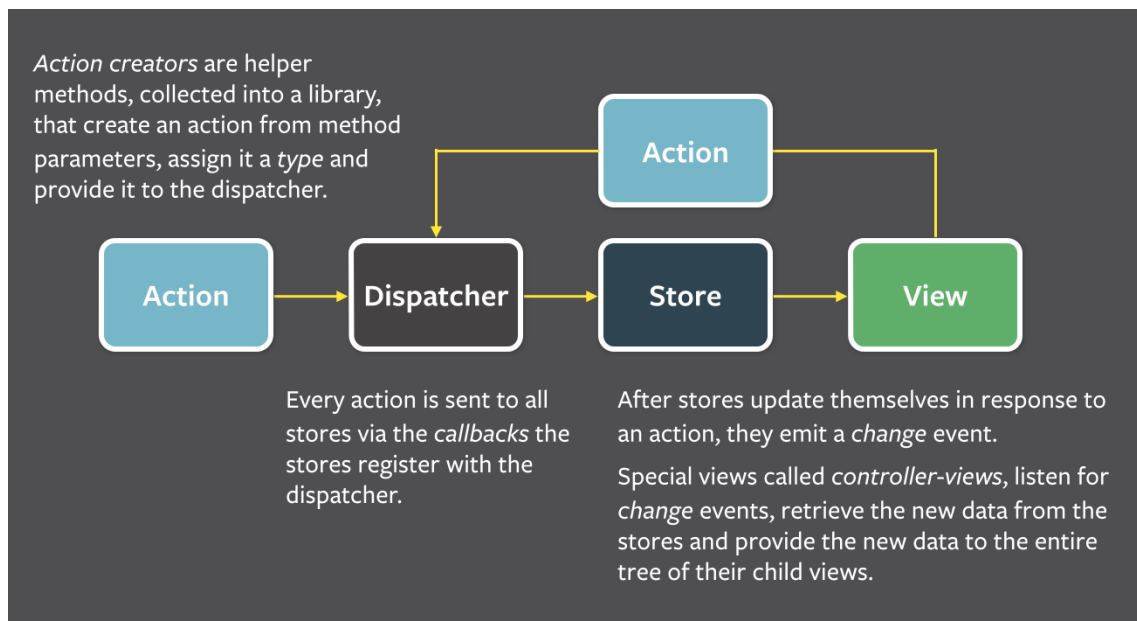 Action creators are helper
methods, collected into a library,
that create an action from method
parameters, assign it a type and
provide it to the dispatcher.
Action
Action
Dispatcher
Store
View
Every action is sent to all
stores via the callbacks the
stores register with the
dispatcher.
After stores update themselves in response to
an action, they emit a change event.
Special views called controller-views, listen for
change events, retrieve the new data from the
stores and provide the new data to the entire
tree of their child views.